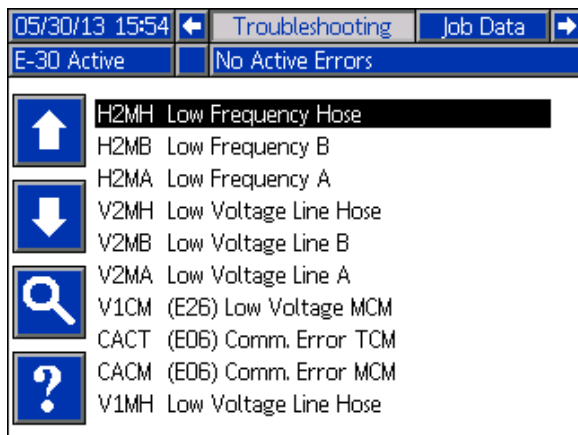 05/30/13 15:54 Troubleshooting Job Data
E-30 Active No Active Errors
H2MH Low Frequency Hose
H2MB Low Frequency B
H2MA Low Frequency A
V2MH Low Voltage Line Hose
V2MB Low Voltage Line B
V2MA Low Voltage Line A
V1CM (E26) Low Voltage MCM
CACT (E06) Comm. Error TCM
CACM (E06) Comm. Error MCM
V1MH Low Voltage Line Hose
?